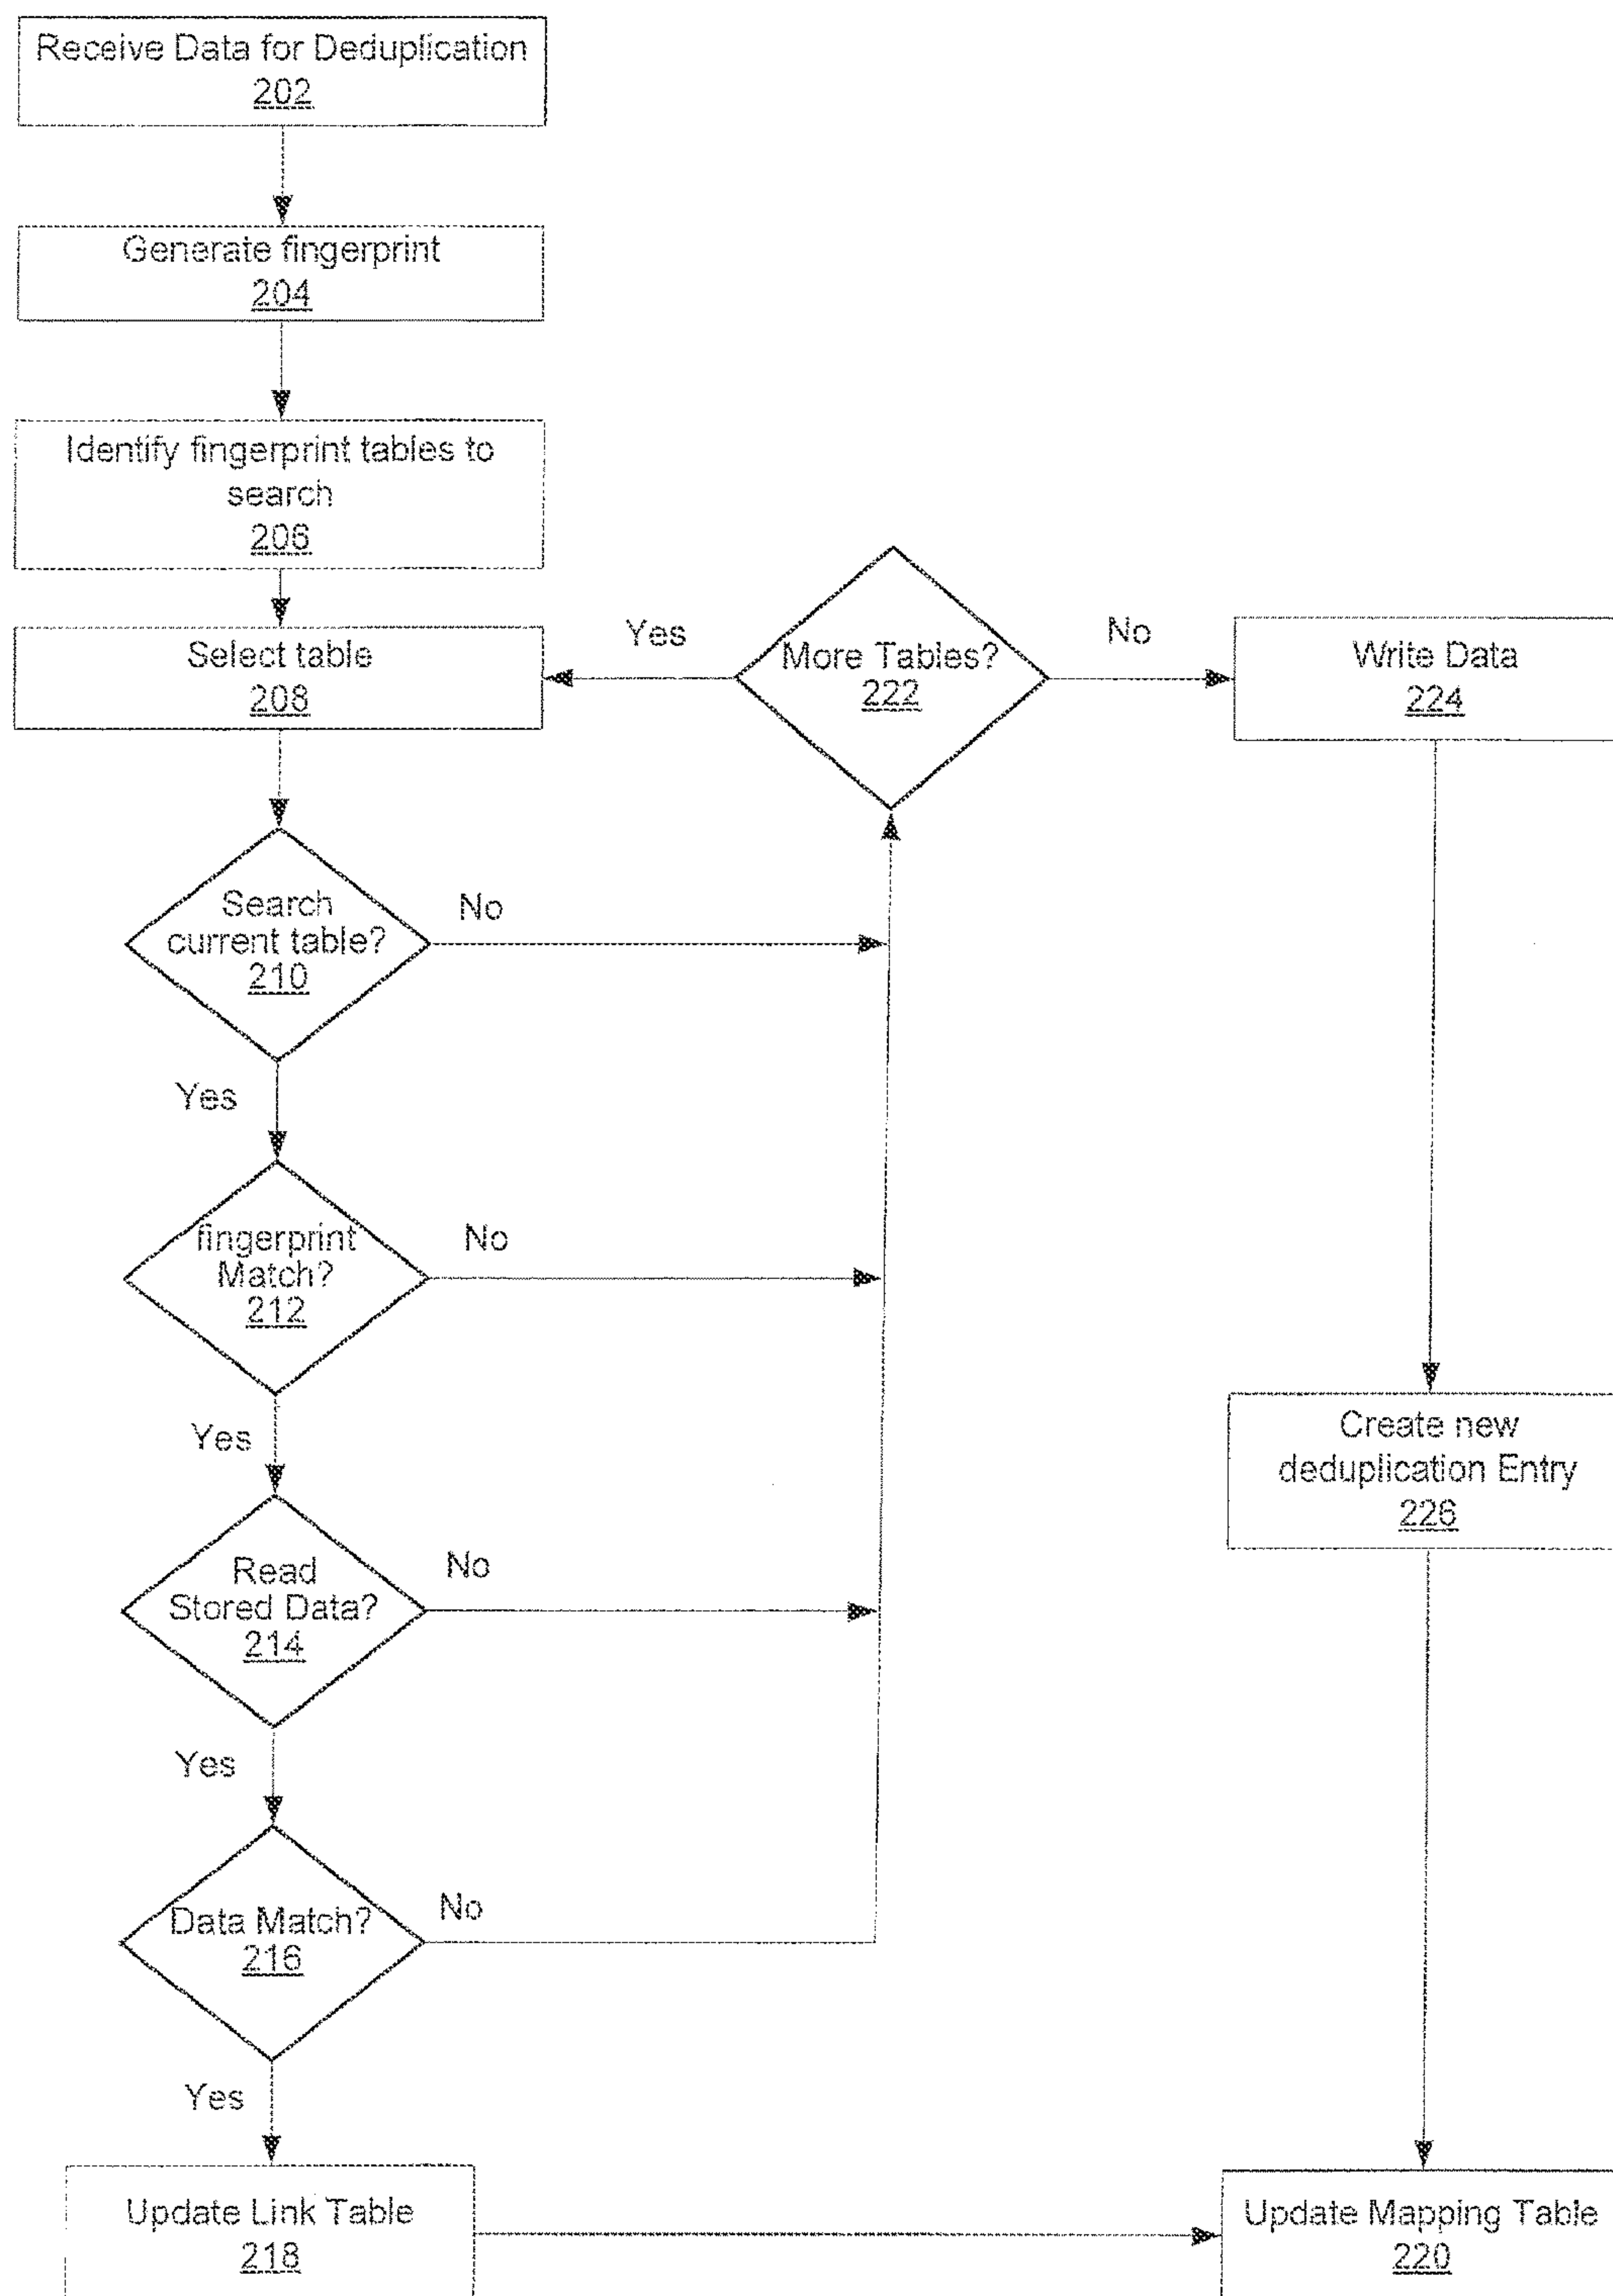 Receive Data for Deduplication
202
Generate fingerprint
204
Identify fingerprint tables to
search
206
Select table
208
Yes
More Tables?
222
No
Write Data
224
Search
current table?
210
No
Yes
fingerprint
Match?
212
No
Yes
Read
Stored Data?
214
No
Yes
Data Match?
216
No
Yes
Create new
deduplication Entry
226
Update Link Table
218
Update Mapping Table
220